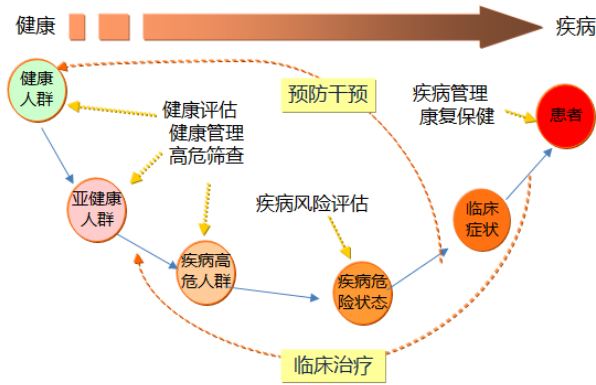 健康
疾病
健康
人群
预防干预
疾病管理
康复保健
患者
健康评估
健康管理
高危筛查
亚健康
人群
疾病风险评估
临床
症状
疾病高
危人群
疾病危
险状态
临床治疗